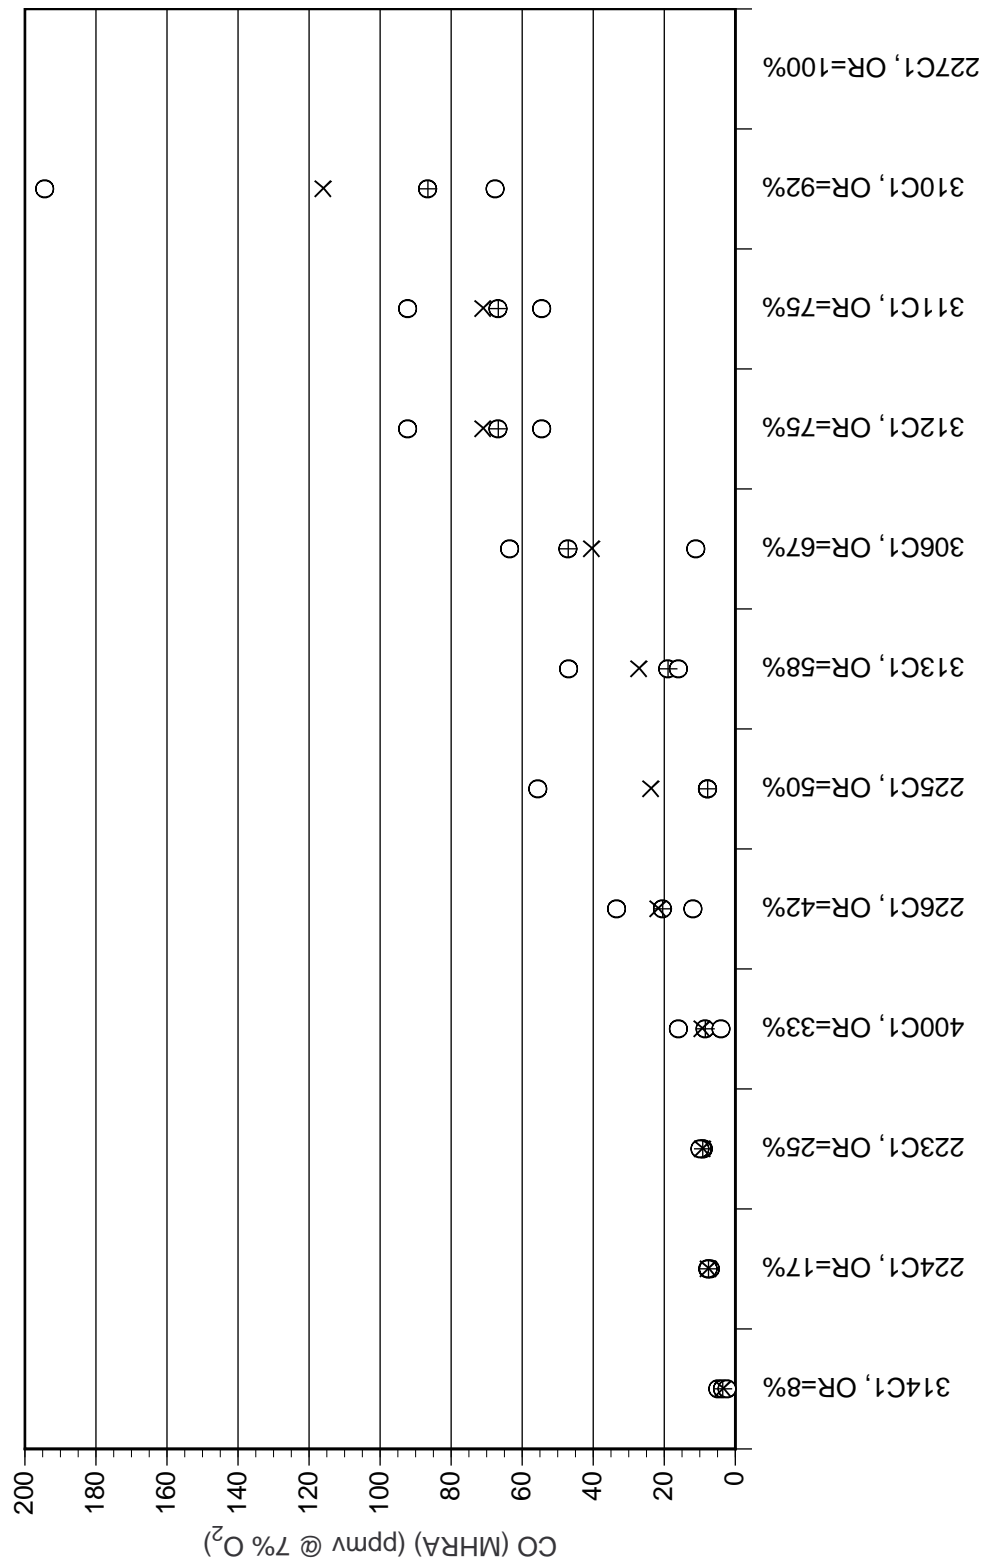 227C1, OR=100%
310C1, OR=92%
311C1, OR=75%
312C1, OR=75%
306C1, OR=67%
313C1, OR=58%
225C1, OR=50%
226C1, OR=42%
400C1, OR=33%
223C1, OR=25%
224C1, OR=17%
314C1, OR=8%
200
180
160
140
120
100
80
60
40
20
0
CO (MHRA) (ppmv @ 7% O2)